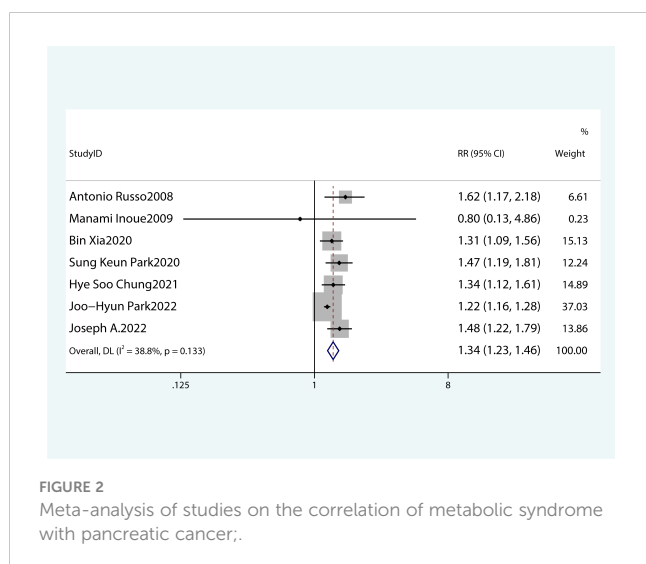 %
StudyID RR (95% CI) Weight
Antonio Russo2008 1.62 (1.17, 2.18) 6.61
Manami Inoue2009 0.80 (0.13, 4.86) 0.23
Bin Xia2020 1.31 (1.09, 1.56) 15.13
Sung Keun Park2020 1.47 (1.19, 1.81) 12.24
Hye Soo Chung2021 1.34 (1.12, 1.61) 14.89
Joo−Hyun Park2022 1.22 (1.16, 1.28) 37.03
Joseph A.2022 1.48 (1.22, 1.79) 13.86
Overall, DL (I² = 38.8%, p = 0.133) 1.34 (1.23, 1.46) 100.00
.125 1 8
FIGURE 2
Meta-analysis of studies on the correlation of metabolic syndrome
with pancreatic cancer;.